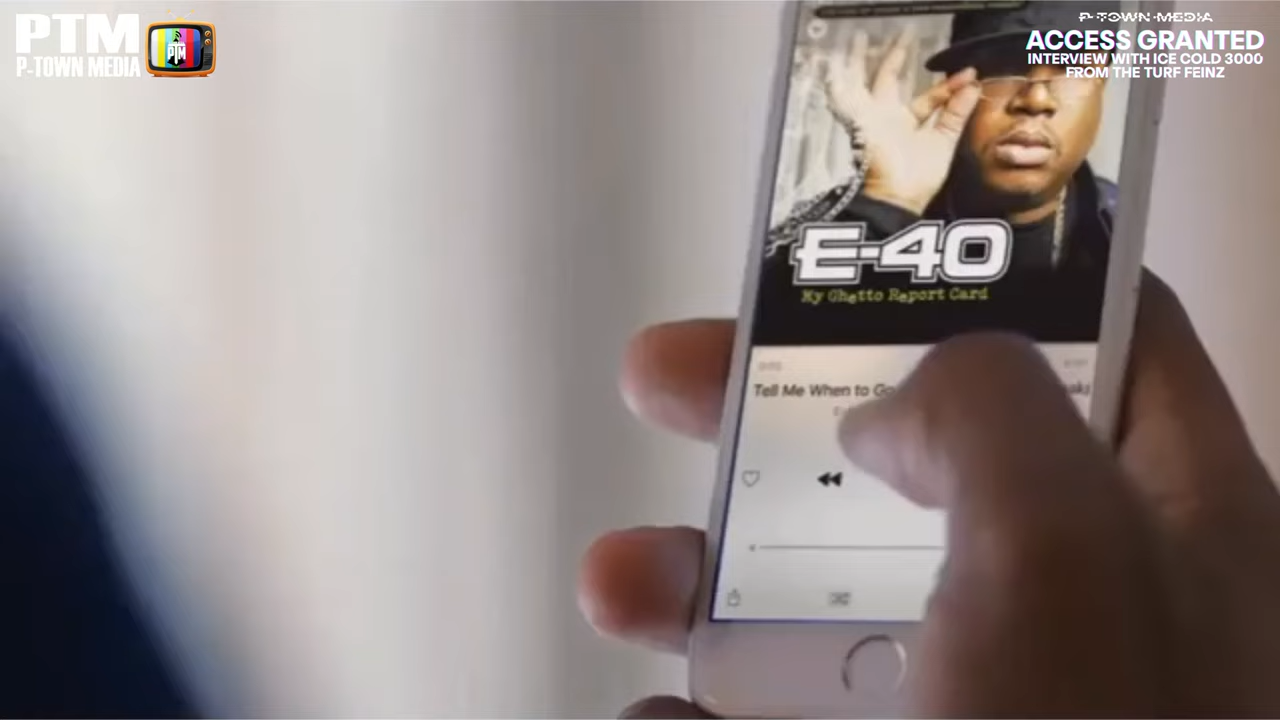 PTM
P-TOWN MEDIA
PTM
P-TOWN-MEDIA
ACCESS GRANTED
INTERVIEW WITH ICE COLD 3000
FROM THE TURF FEINZ
E-40
My Ghetto Report Card
Tell Me When to Go